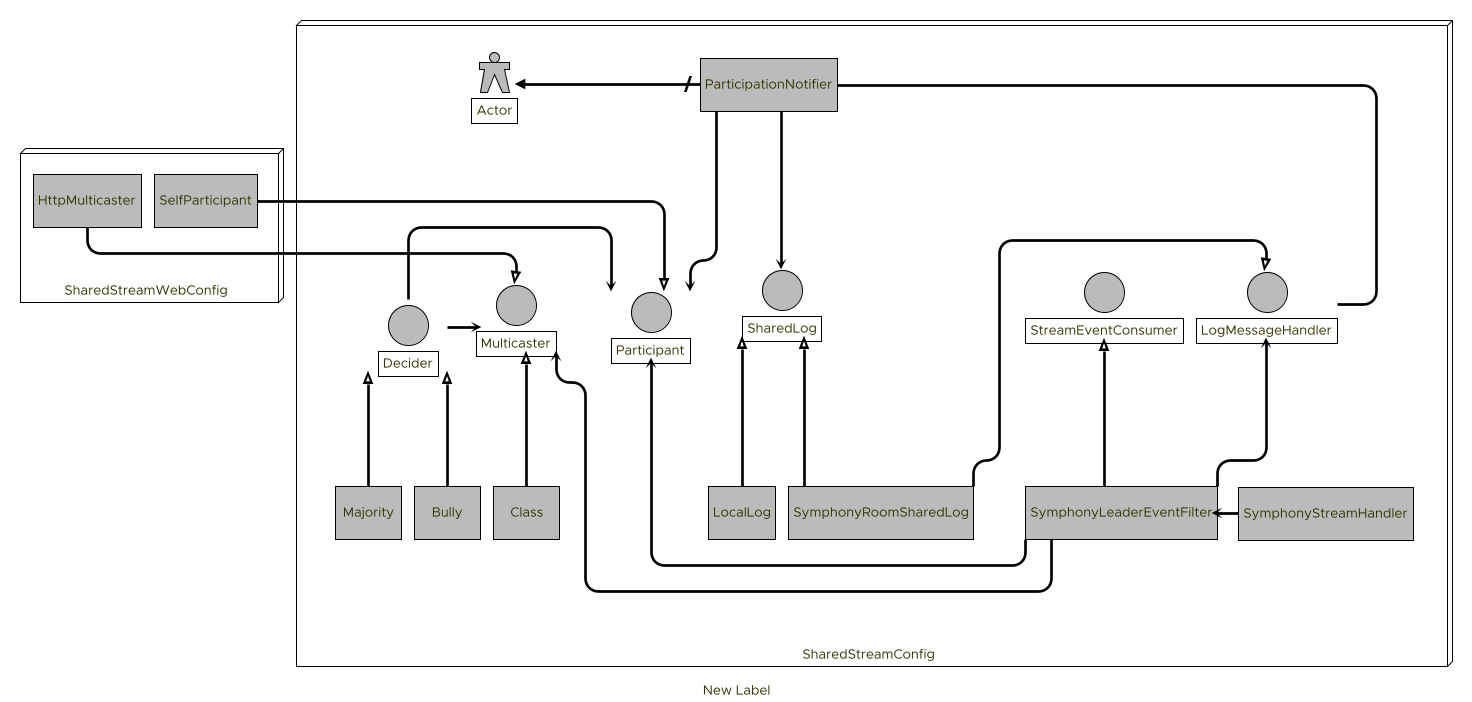 Actor
ParticipationNotifier
HttpMulticaster
SelfParticipant
SharedStreamWebConfig
Decider
Multicaster
Participant
SharedLog
StreamEventConsumer
LogMessageHandler
Majority
Bully
Class
LocalLog
SymphonyRoomSharedLog
SymphonyLeaderEventFilter
SymphonyStreamHandler
SharedStreamConfig
New Label